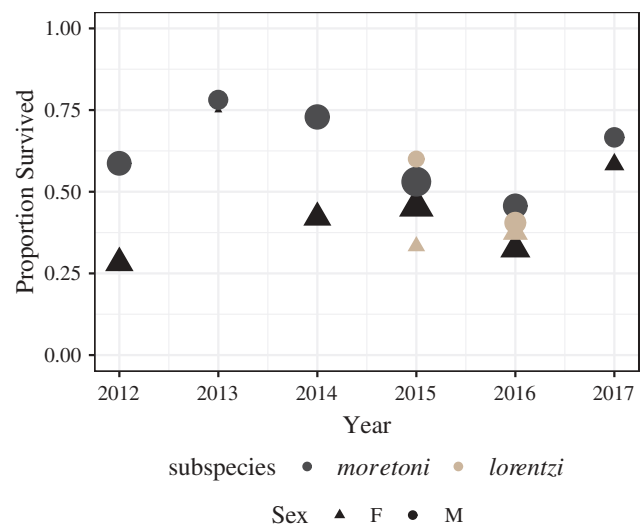 1.00
0.75
0.50
0.25
0.00
Proportion Survived
2012 2013 2014 2015 2016 2017
Year
subspecies moretoni lorentzi
Sex F M